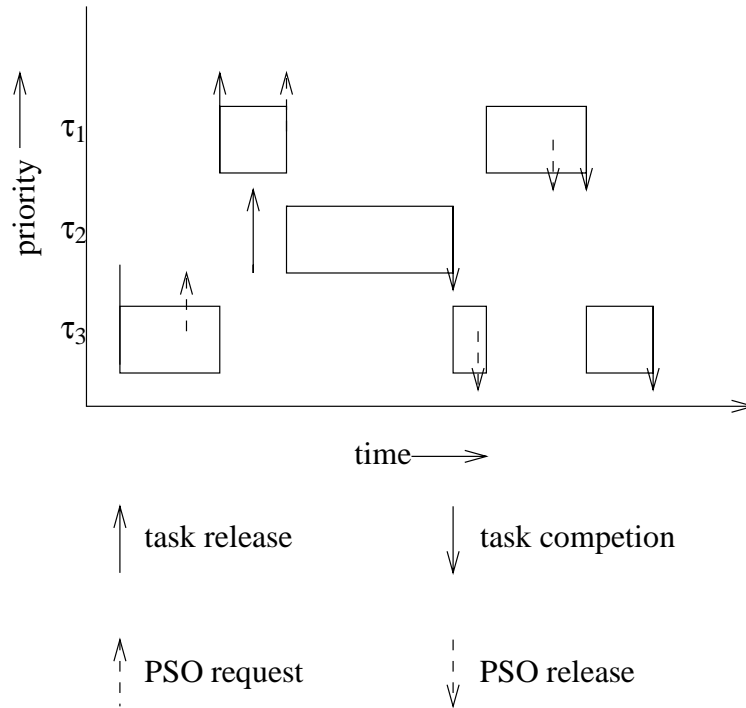 τ1
priority
τ2
τ3
time
task release
task competion
PSO request
PSO release